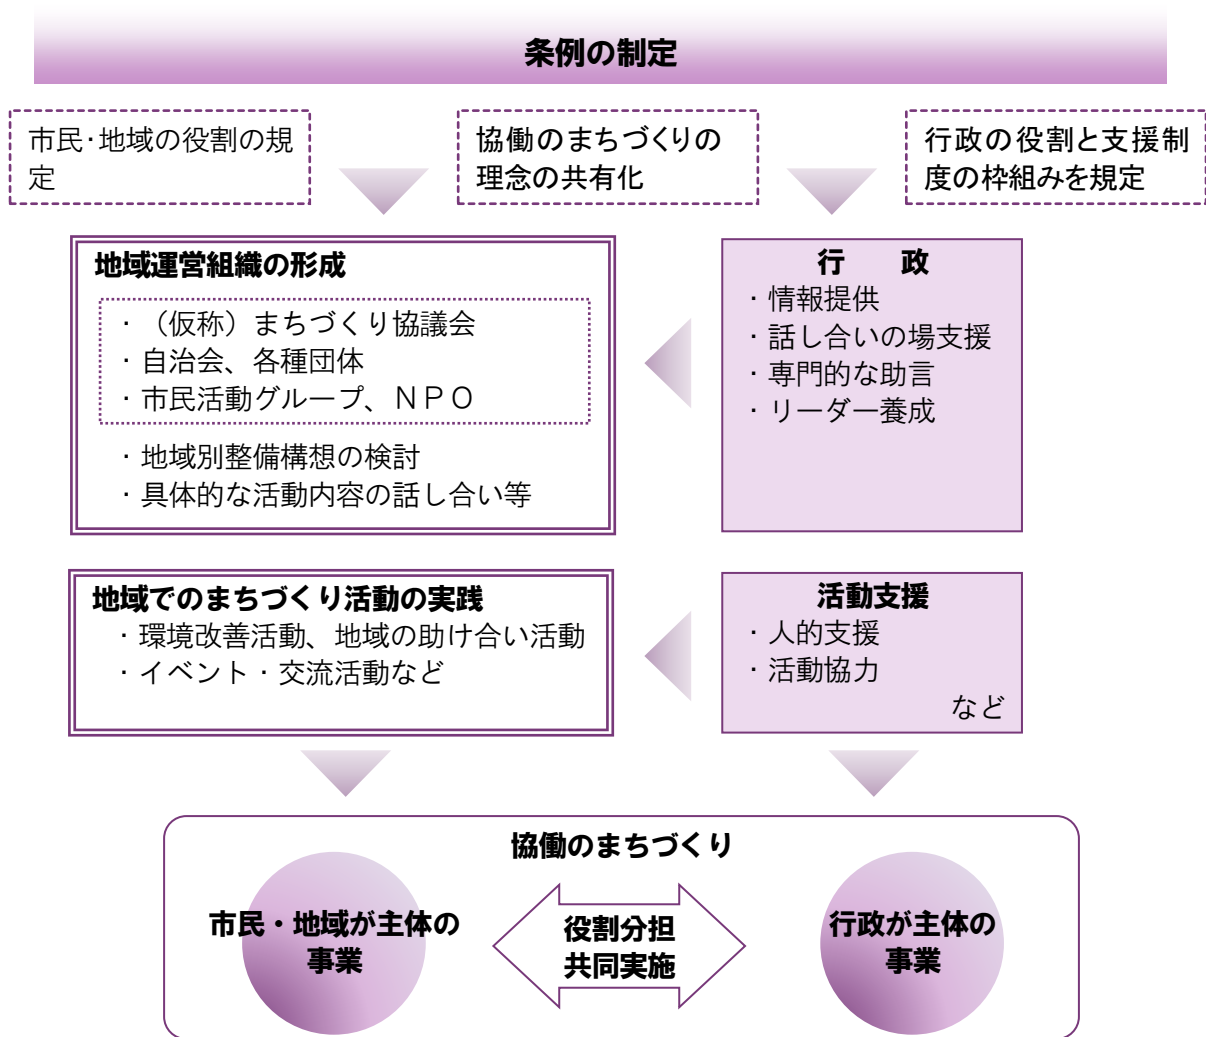 条例の制定
市民・地域の役割の規
定
協働のまちづくりの
理念の共有化
行政の役割と支援制
度の枠組みを規定
地域運営組織の形成
・（仮称）まちづくり協議会
・自治会、各種団体
・市民活動グループ、ＮＰＯ
・地域別整備構想の検討
・具体的な活動内容の話し合い等
行　　政
・情報提供
・話し合いの場支援
・専門的な助言
・リーダー養成
地域でのまちづくり活動の実践
・環境改善活動、地域の助け合い活動
・イベント・交流活動など
活動支援
・人的支援
・活動協力
など
協働のまちづくり
市民・地域が主体の
事業
役割分担
共同実施
行政が主体の
事業